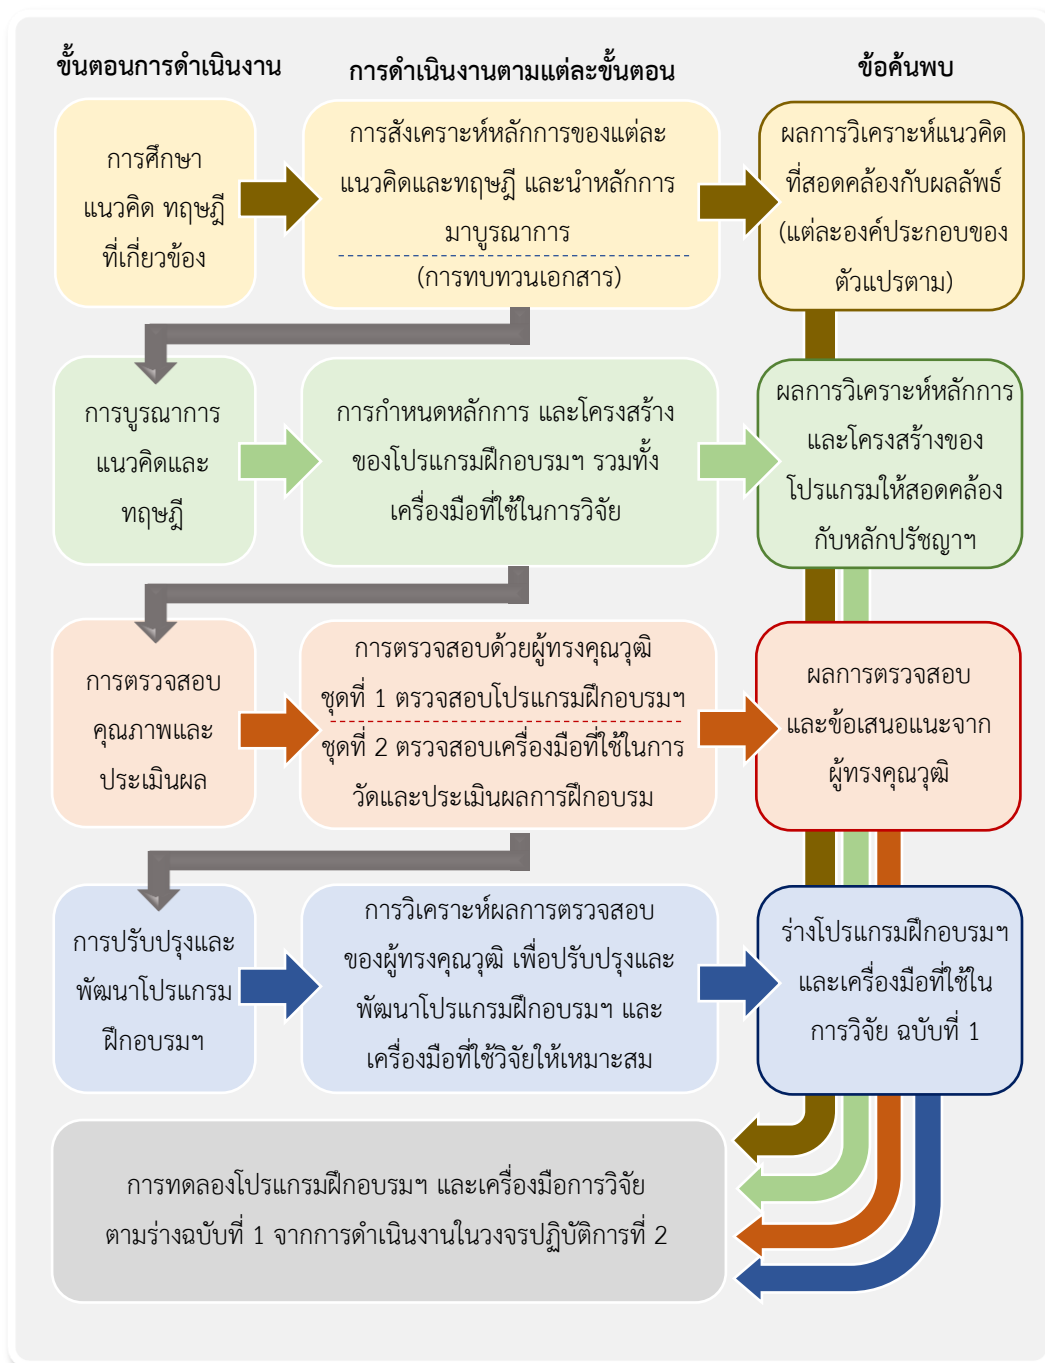 ขั้นตอนการดำเนินงาน
การดำเนินงานตามแต่ละขั้นตอน
ข้อค้นพบ
การศึกษา
แนวคิด ทฤษฎี
ที่เกี่ยวข้อง
การสังเคราะห์หลักการของแต่ละ
แนวคิดและทฤษฎี และนำหลักการ
มาบูรณาการ
(การทบทวนเอกสาร)
ผลการวิเคราะห์แนวคิด
ที่สอดคล้องกับผลลัพธ์
(แต่ละองค์ประกอบของ
ตัวแปรตาม)
การบูรณาการ
แนวคิดและ
ทฤษฎี
การกำหนดหลักการ และโครงสร้าง
ของโปรแกรมฝึกอบรมฯ รวมทั้ง
เครื่องมือที่ใช้ในการวิจัย
ผลการวิเคราะห์หลักการ
และโครงสร้างของ
โปรแกรมให้สอดคล้อง
กับหลักปรัชญาฯ
การตรวจสอบ
คุณภาพและ
ประเมินผล
การตรวจสอบด้วยผู้ทรงคุณวุฒิ
ชุดที่ 1 ตรวจสอบโปรแกรมฝึกอบรมฯ
ชุดที่ 2 ตรวจสอบเครื่องมือที่ใช้ในการ
วัดและประเมินผลการฝึกอบรม
ผลการตรวจสอบ
และข้อเสนอแนะจาก
ผู้ทรงคุณวุฒิ
การปรับปรุงและ
พัฒนาโปรแกรม
ฝึกอบรมฯ
การวิเคราะห์ผลการตรวจสอบ
ของผู้ทรงคุณวุฒิ เพื่อปรับปรุงและ
พัฒนาโปรแกรมฝึกอบรมฯ และ
เครื่องมือที่ใช้วิจัยให้เหมาะสม
ร่างโปรแกรมฝึกอบรมฯ
และเครื่องมือที่ใช้ใน
การวิจัย ฉบับที่ 1
การทดลองโปรแกรมฝึกอบรมฯ และเครื่องมือการวิจัย
ตามร่างฉบับที่ 1 จากการดำเนินงานในวงจรปฏิบัติการที่ 2